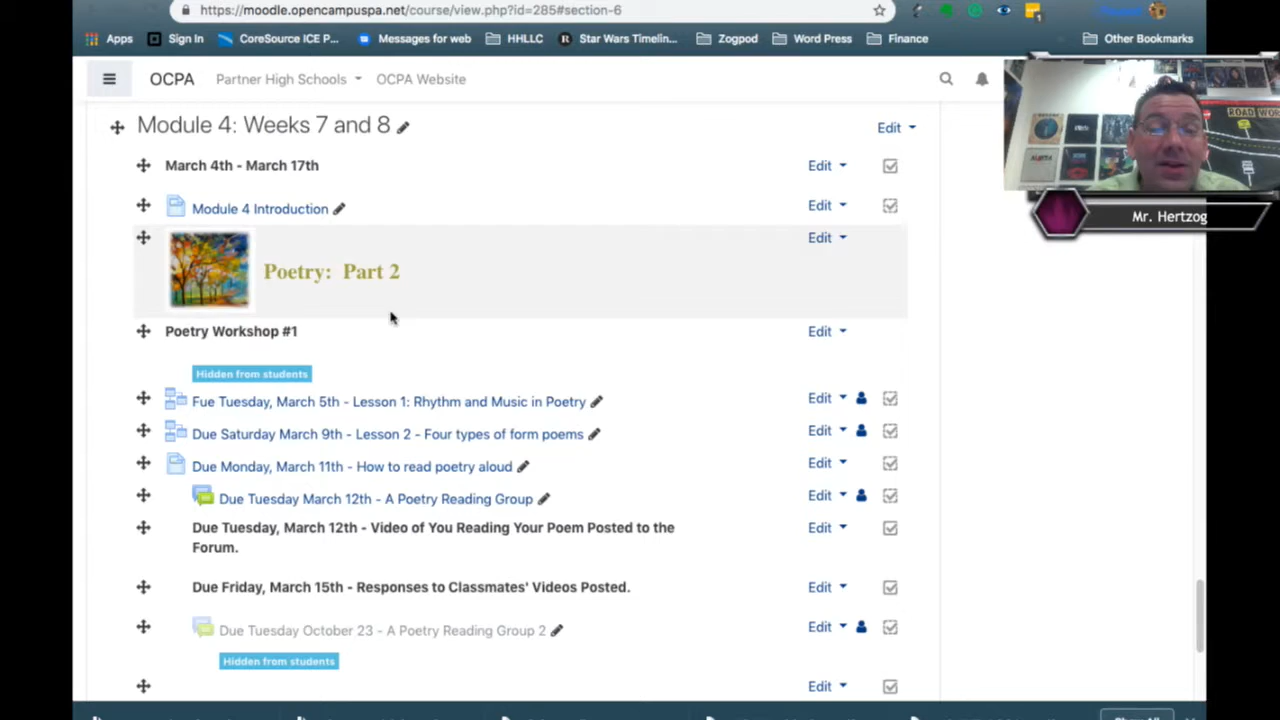 https://moodle.opencampuspa.net/course/view.php?id=285#section-6
Apps Sign In CoreSource ICE P... Messages for web HHLLC Star Wars Timelin... Zogpod Word Press Finance Other Bookmarks
OCPA Partner High Schools OCPA Website
Mr. Hertzog
Module 4: Weeks 7 and 8 Edit
March 4th - March 17th Edit
Module 4 Introduction Edit
Edit
Poetry: Part 2
Poetry Workshop #1 Edit
Hidden from students
Fue Tuesday, March 5th - Lesson 1: Rhythm and Music in Poetry Edit
Due Saturday March 9th - Lesson 2 - Four types of form poems Edit
Due Monday, March 11th - How to read poetry aloud Edit
Due Tuesday March 12th - A Poetry Reading Group Edit
Due Tuesday, March 12th - Video of You Reading Your Poem Posted to the Edit
Forum.
Due Friday, March 15th - Responses to Classmates' Videos Posted. Edit
Due Tuesday October 23 - A Poetry Reading Group 2 Edit
Hidden from students
Edit